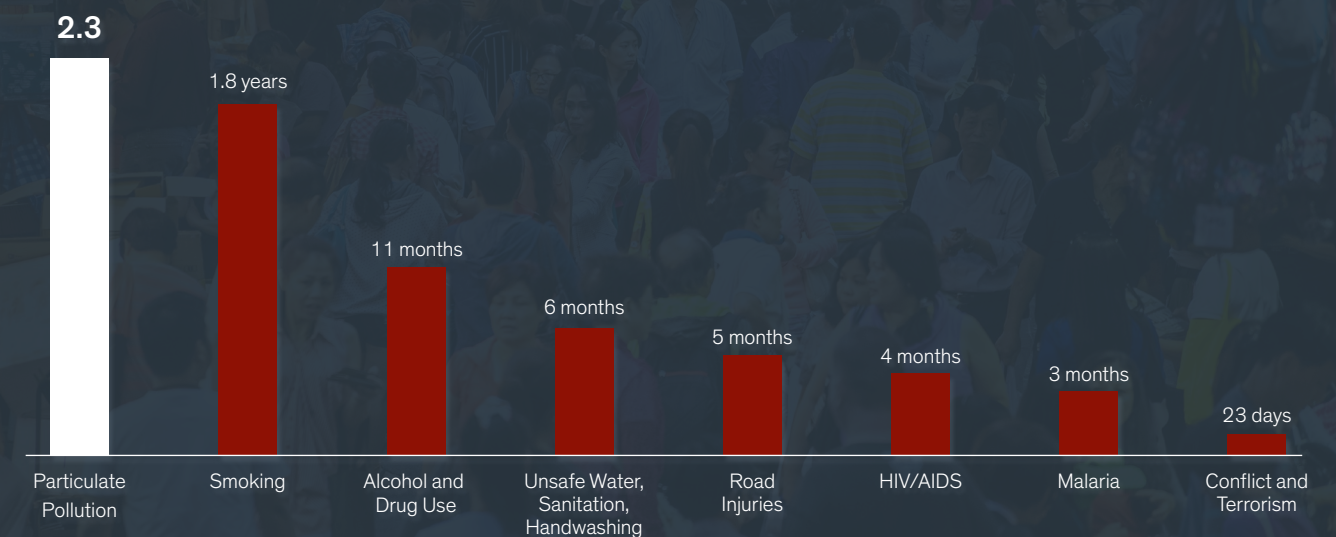 2.3
1.8 years
11 months
6 months
5 months
4 months
3 months
23 days
Particulate
Pollution
Smoking
Alcohol and
Drug Use
Unsafe Water,
Sanitation,
Handwashing
Road
Injuries
HIV/AIDS
Malaria
Conflict and
Terrorism